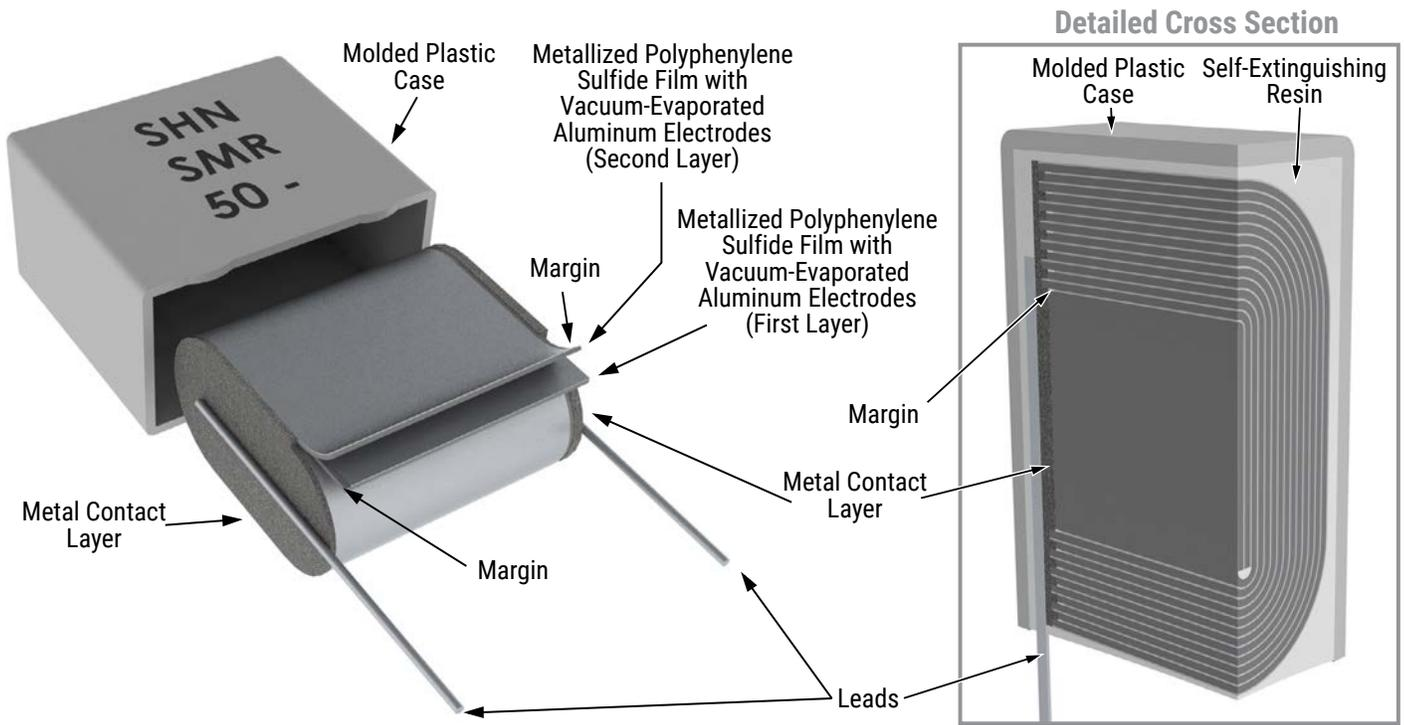 Detailed Cross Section
Molded Plastic
Case
Metallized Polyphenylene
Sulfide Film with
Vacuum-Evaporated
Aluminum Electrodes
(Second Layer)
Molded Plastic
Case
Self-Extinguishing
Resin
SHN
SMR
50 -
Metallized Polyphenylene
Sulfide Film with
Vacuum-Evaporated
Aluminum Electrodes
(First Layer)
Margin
Margin
Metal Contact
Layer
Metal Contact
Layer
Margin
Leads